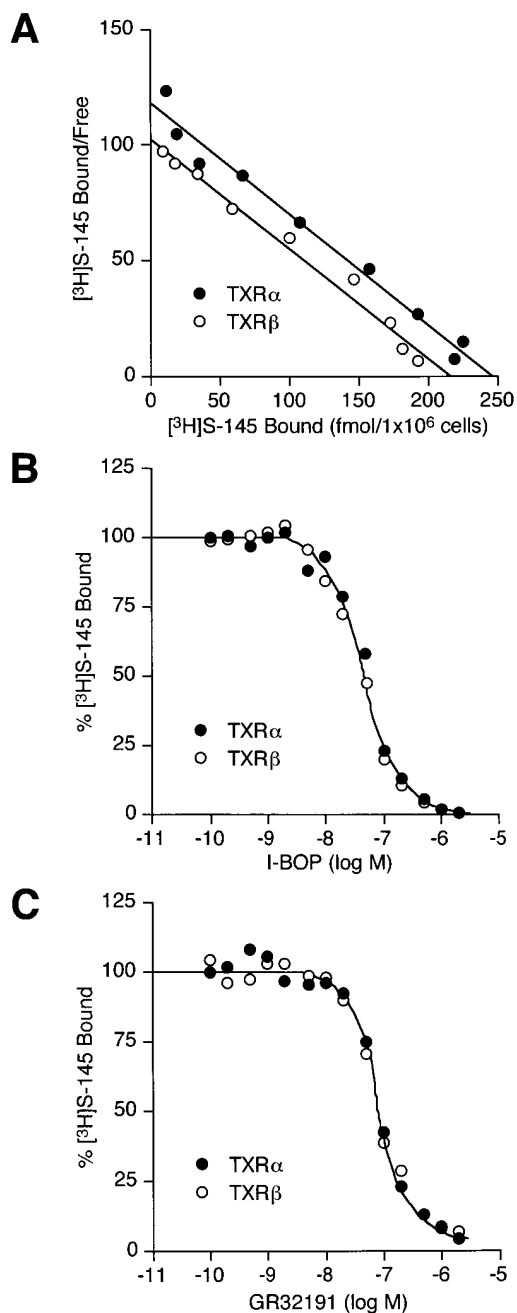 A
150
100
50
0
[³H]S-145 Bound/Free
TXRα
TXRβ
0 50 100 150 200 250
[³H]S-145 Bound (fmol/1x10⁶ cells)
B
125
100
75
50
25
0
% [³H]S-145 Bound
TXRα
TXRβ
-11 -10 -9 -8 -7 -6 -5
I-BOP (log M)
C
125
100
75
50
25
0
% [³H]S-145 Bound
TXRα
TXRβ
-11 -10 -9 -8 -7 -6 -5
GR32191 (log M)